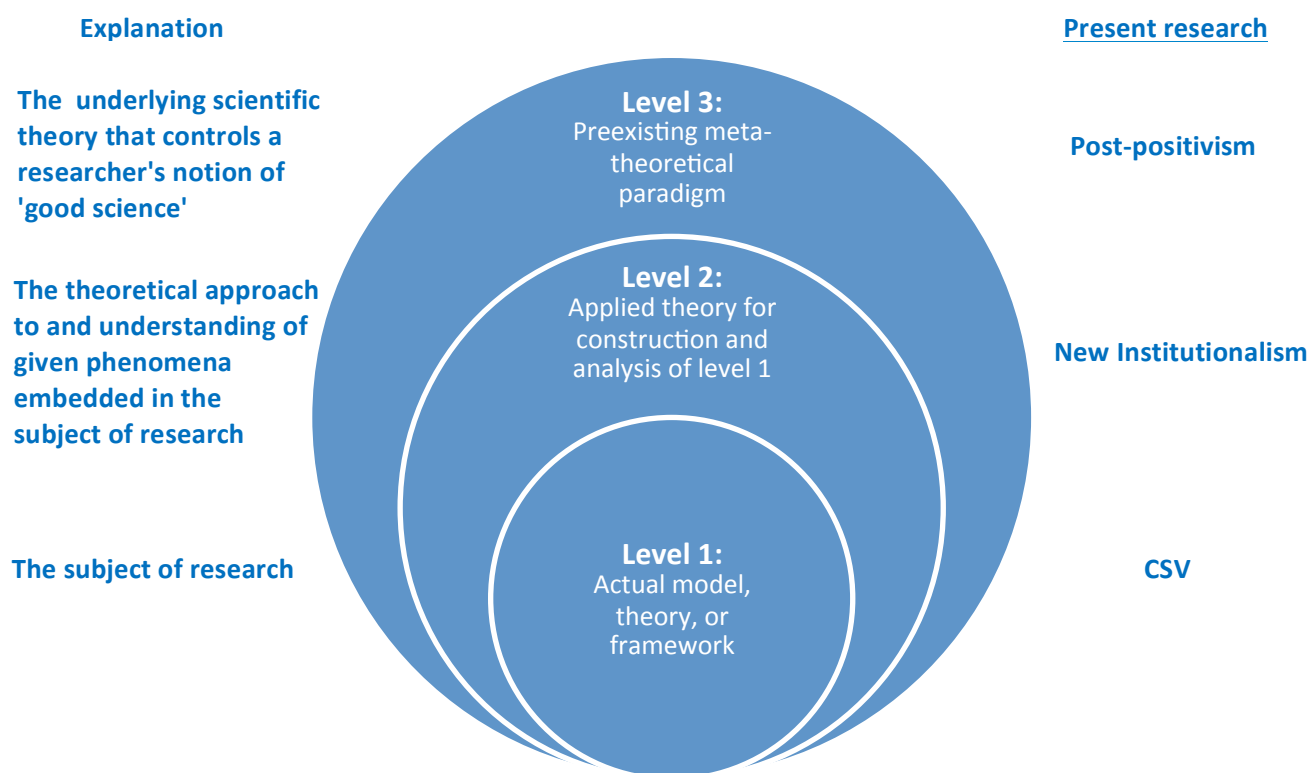 Explanation
Present research
The underlying scientific
theory that controls a
researcher's notion of
'good science'
Level 3:
Preexisting meta-
theoretical
paradigm
Post-positivism
The theoretical approach
to and understanding of
given phenomena
embedded in the
subject of research
Level 2:
Applied theory for
construction and
analysis of level 1
New Institutionalism
The subject of research
Level 1:
Actual model,
theory, or
framework
CSV